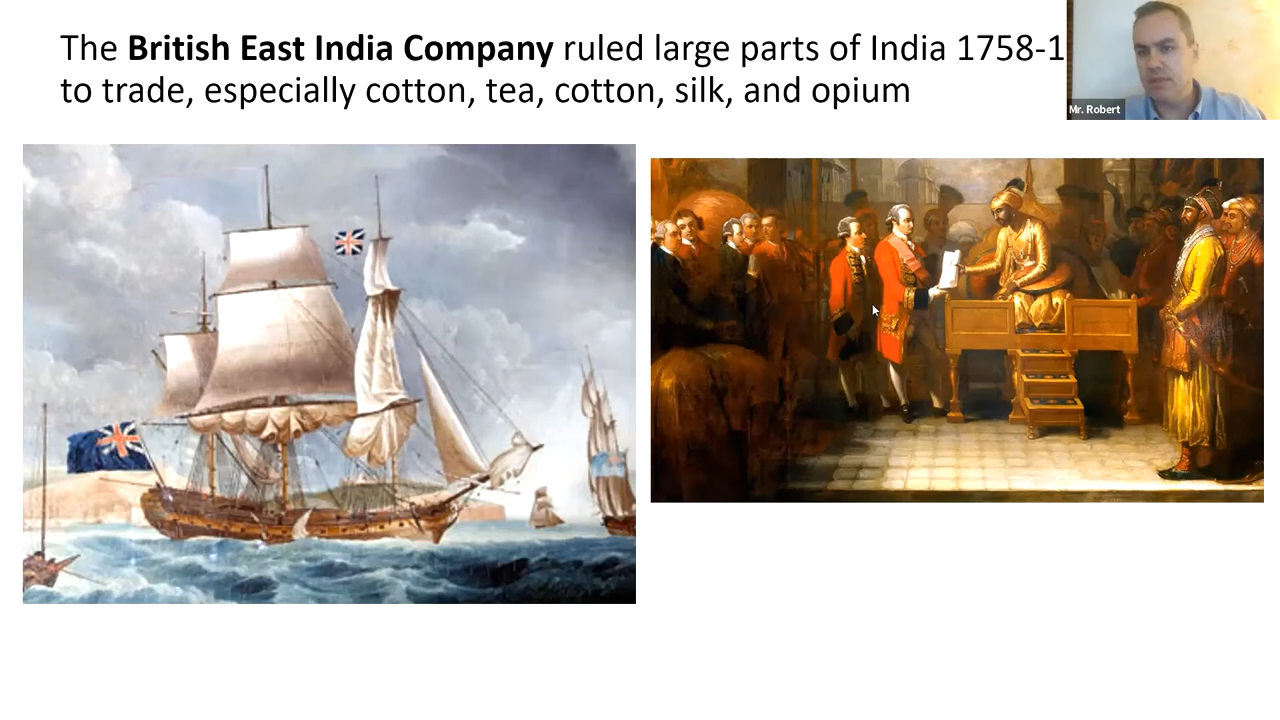 The British East India Company ruled large parts of India 1758-1
to trade, especially cotton, tea, cotton, silk, and opium
Mr. Robert